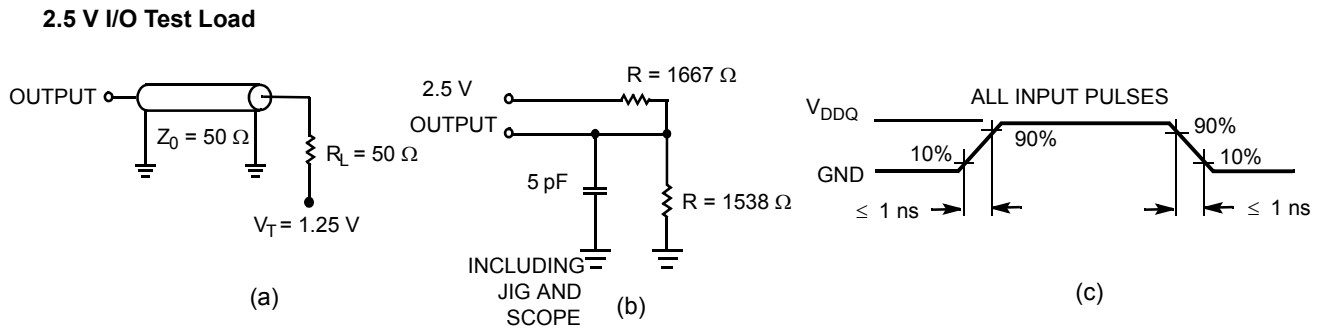 2.5 V I/O Test Load
OUTPUT
Z0 = 50 Ω
RL = 50 Ω
VT = 1.25 V
(a)
2.5 V
OUTPUT
R = 1667 Ω
5 pF
R = 1538 Ω
INCLUDING
JIG AND
SCOPE
(b)
VDDQ
GND
ALL INPUT PULSES
10%
90%
90%
10%
≤ 1 ns
≤ 1 ns
(c)